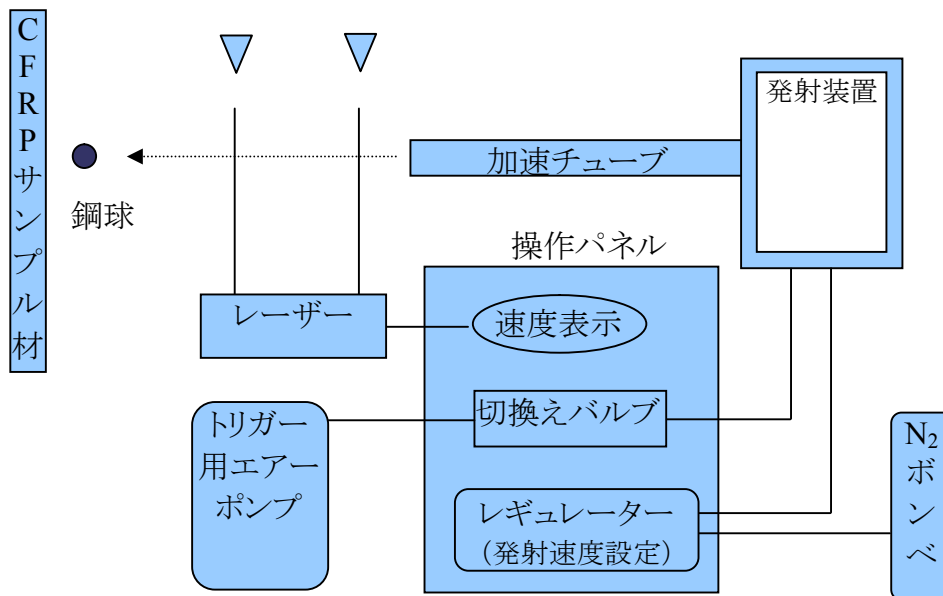 CFRPサンプル材
発射装置
加速チューブ
鋼球
操作パネル
レーザー
速度表示
切換えバルブ
トリガー
用エアー
ポンプ
レギュレーター
（発射速度設定）
N₂ボンベ